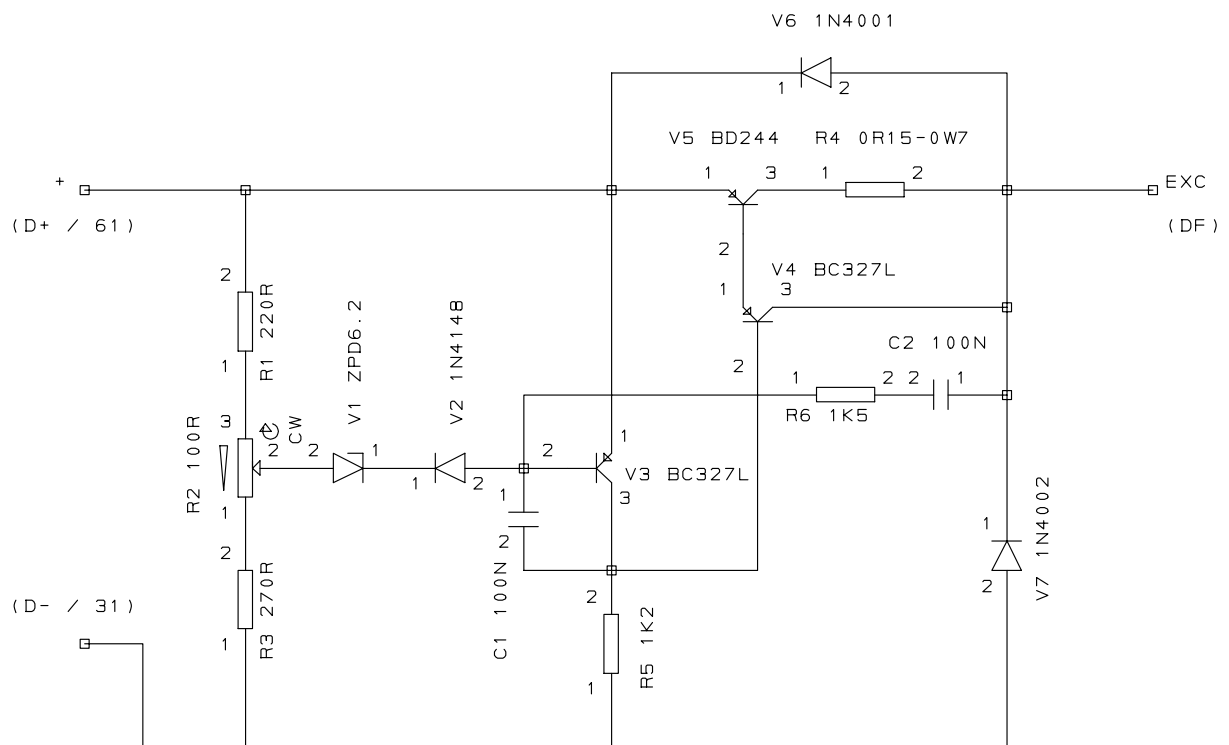 V6 1N4001
1
2
V5 BD244
R4 0R15-0W7
1
3
1
2
+
EXC
(D+ / 61)
(DF)
2
V4 BC327L
1
3
2
R1 220R
1
V1 ZPD6.2
V2 1N4148
C2 100N
2
1
2
2
1
R6 1K5
3
CW
R2 100R
2
2
1
1
2
2
1
V3 BC327L
3
1
1
2
2
R3 270R
1
C1 100N
1
V7 1N4002
2
(D- / 31)
2
R5 1K2
1